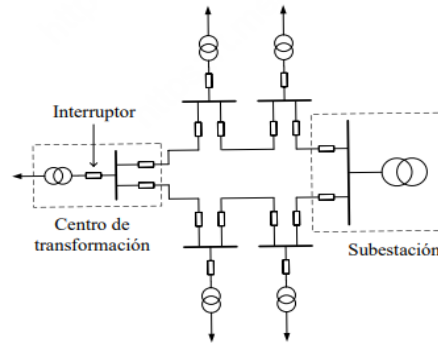 Interruptor
Centro de
transformación
Subestación